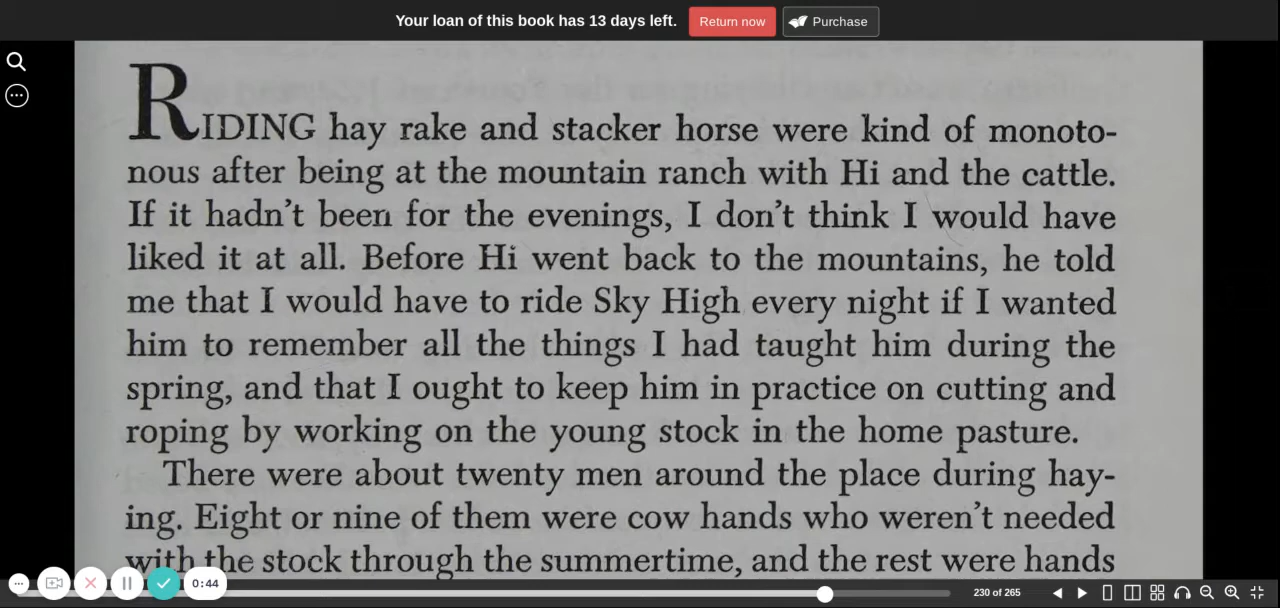 Your loan of this book has 13 days left. Return now Purchase
RIDING hay rake and stacker horse were kind of monoto-
nous after being at the mountain ranch with Hi and the cattle.
If it hadn't been for the evenings, I don't think I would have
liked it at all. Before Hi went back to the mountains, he told
me that I would have to ride Sky High every night if I wanted
him to remember all the things I had taught him during the
spring, and that I ought to keep him in practice on cutting and
roping by working on the young stock in the home pasture.
There were about twenty men around the place during hay-
ing. Eight or nine of them were cow hands who weren't needed
with the stock through the summertime, and the rest were hands
0:44
230 of 265